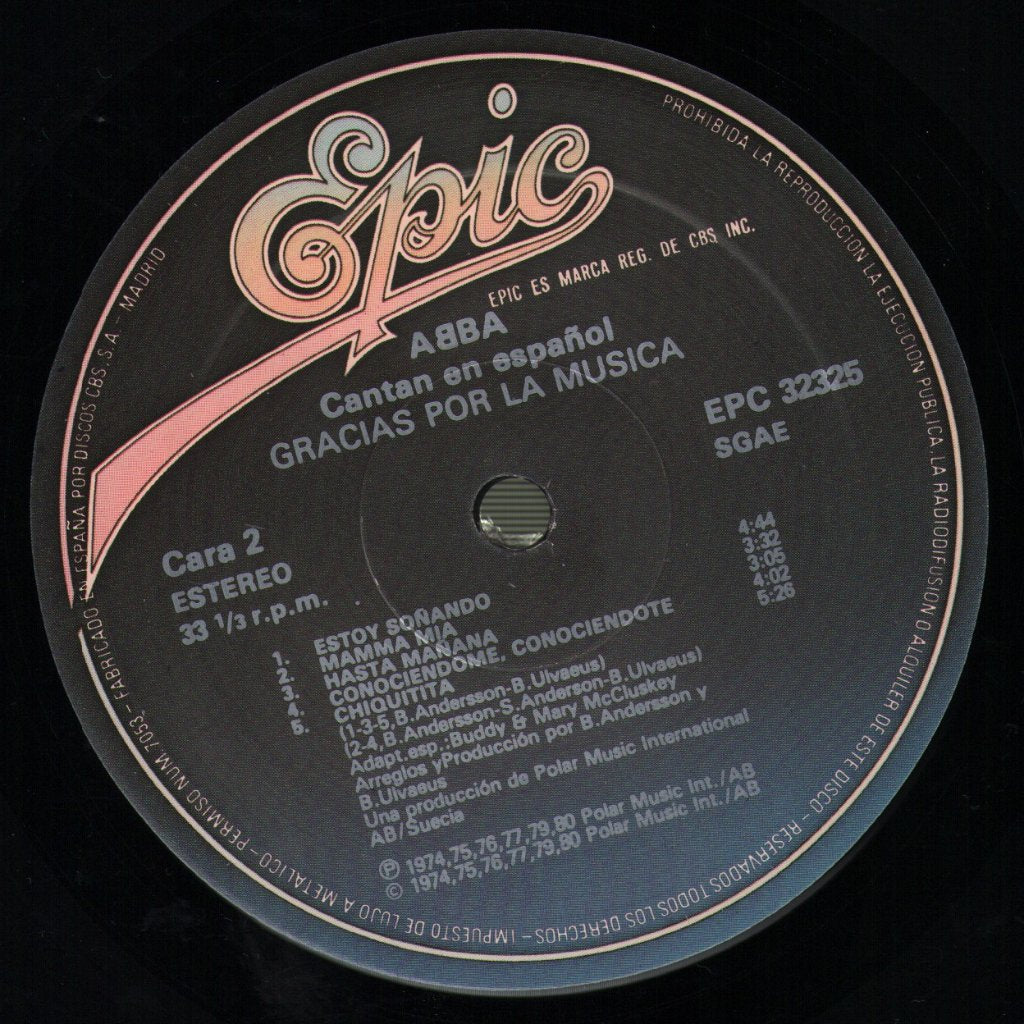 Epic
EPIC ES MARCA REG. DE CBS INC.
ABBA
Cantan en español
GRACIAS POR LA MUSICA
EPC 32325
SGAE
Cara 2
ESTEREO
33 1/3 r.p.m.
1. ESTOY SOÑANDO 4:44
2. MAMMA MIA 3:32
3. HASTA MAÑANA 3:05
4. CONOCIENDOME, CONOCIENDOTE 4:02
5. CHIQUITITA 5:26
(1-3-5,B.Andersson-B.Ulvaeus)
(2-4,B.Andersson-S.Anderson-B.Ulvaeus)
Adapt.esp.:Buddy & Mary McCluskey
Arreglos yProducción por B.Andersson y
B.Ulvaeus
Una producción de Polar Music International
AB/Suecia
℗ 1974,75,76,77,79,80 Polar Music Int./AB
© 1974,75,76,77,79,80 Polar Music Int./AB
PROHIBIDA LA REPRODUCCION LA EJECUCION PUBLICA, LA RADIODIFUSION O ALQUILER DE ESTE DISCO - RESERVADOS TODOS LOS DERECHOS - IMPUESTO DE LUJO A METALICO - PERMISO NUM. 7053 - FABRICADO EN ESPAÑA POR DISCOS CBS. S.A - MADRID